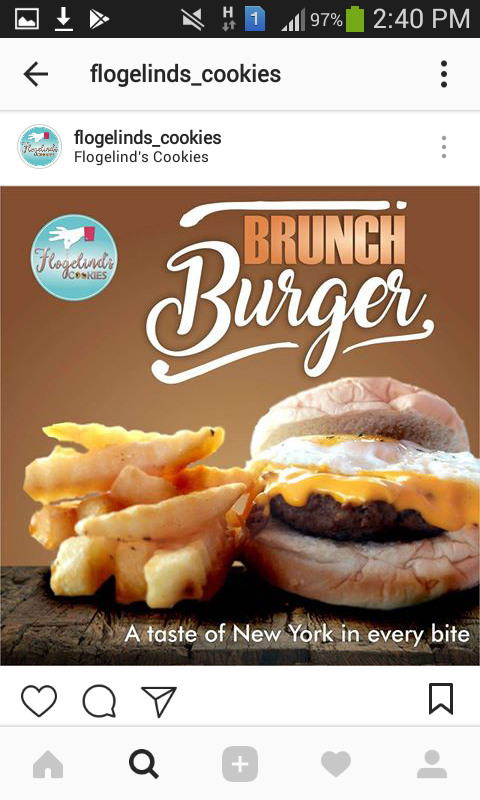 H
1
97%
2:40 PM
flogelinds_cookies
flogelinds_cookies
Flogelind's Cookies
Flogelind's
COOKIES
BRUNCH
Burger
A taste of New York in every bite